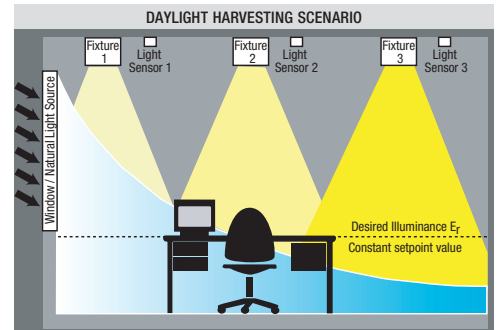 DAYLIGHT HARVESTING SCENARIO
Fixture
1
Light
Sensor 1
Fixture
2
Light
Sensor 2
Fixture
3
Light
Sensor 3
Window / Natural Light Source
Desired Illuminance Er
Constant setpoint value